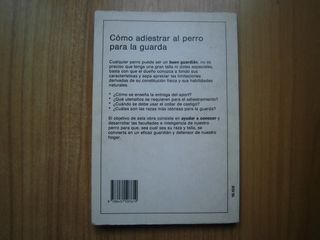 Cómo adiestrar al perro
para la guarda
Cualquier perro puede ser un buen guardián, no es
preciso que tenga una gran talla ni dotes especiales,
basta con que el dueño conozca a fondo sus
características y sepa apreciar las limitaciones
derivadas de su constitución física y sus habilidades
naturales.
• ¿Cómo se enseña la entrega del sport?
• ¿Qué utensilios se requieren para el adiestramiento?
• ¿Cuándo se debe usar el collar de castigo?
• ¿Cuáles son las razas más idóneas para la guarda?
El objetivo de esta obra consiste en ayudar a conocer y
desarrollar las facultades e inteligencia de nuestro
perro para que, sea cual sea su raza y talla, se
convierta en un eficaz guardián y defensor de nuestro
hogar.